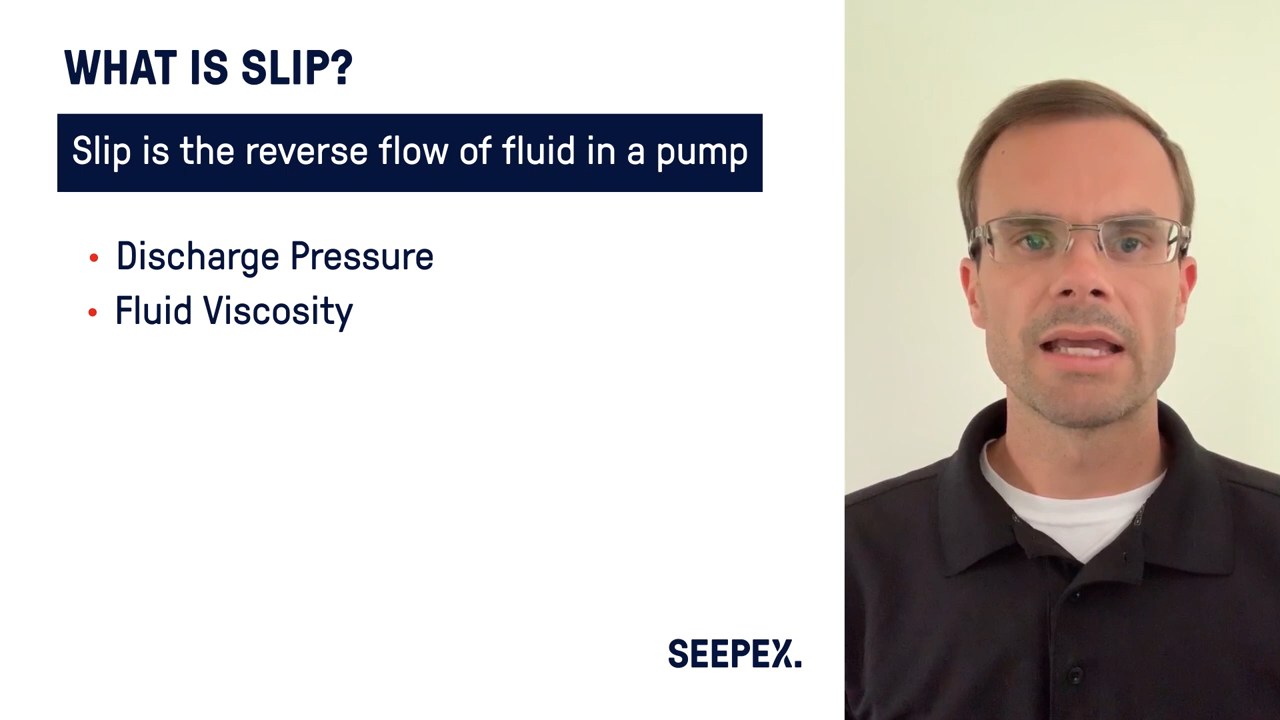 WHAT IS SLIP?
Slip is the reverse flow of fluid in a pump
• Discharge Pressure
• Fluid Viscosity
SEEPEX.